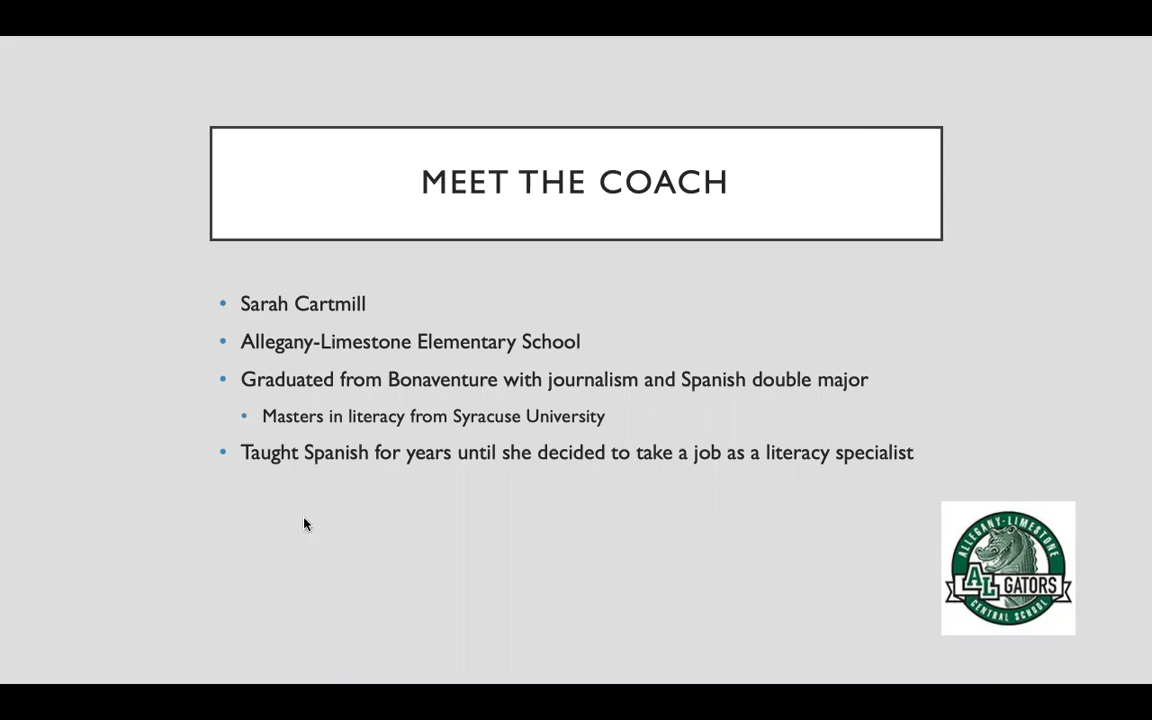 MEET THE COACH
• Sarah Cartmill
• Allegany-Limestone Elementary School
• Graduated from Bonaventure with journalism and Spanish double major
• Masters in literacy from Syracuse University
• Taught Spanish for years until she decided to take a job as a literacy specialist
ALLEGANY-LIMESTONE
AL GATORS
CENTRAL SCHOOL